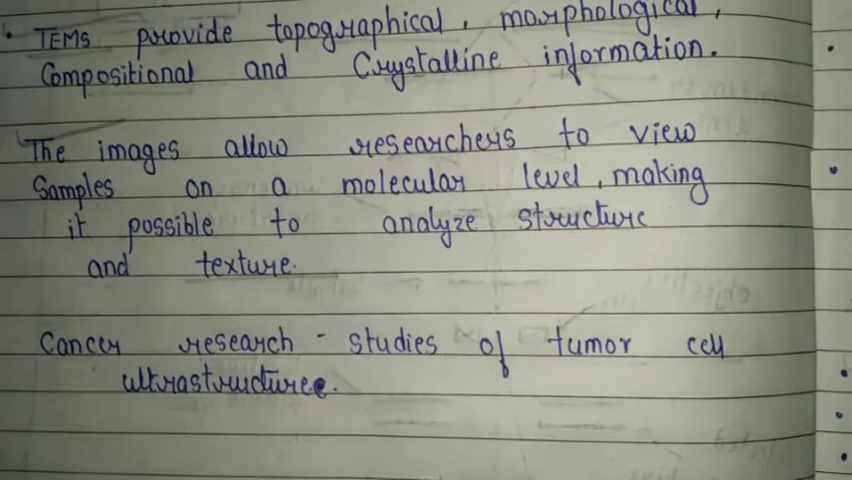 • TEMs provide topographical, morphological,
Compositional and Crystalline information.
The images allow researchers to view
Samples on a molecular level, making
it possible to analyze structure
and texture.
Cancer research - studies of tumor cell
ultrastructure.